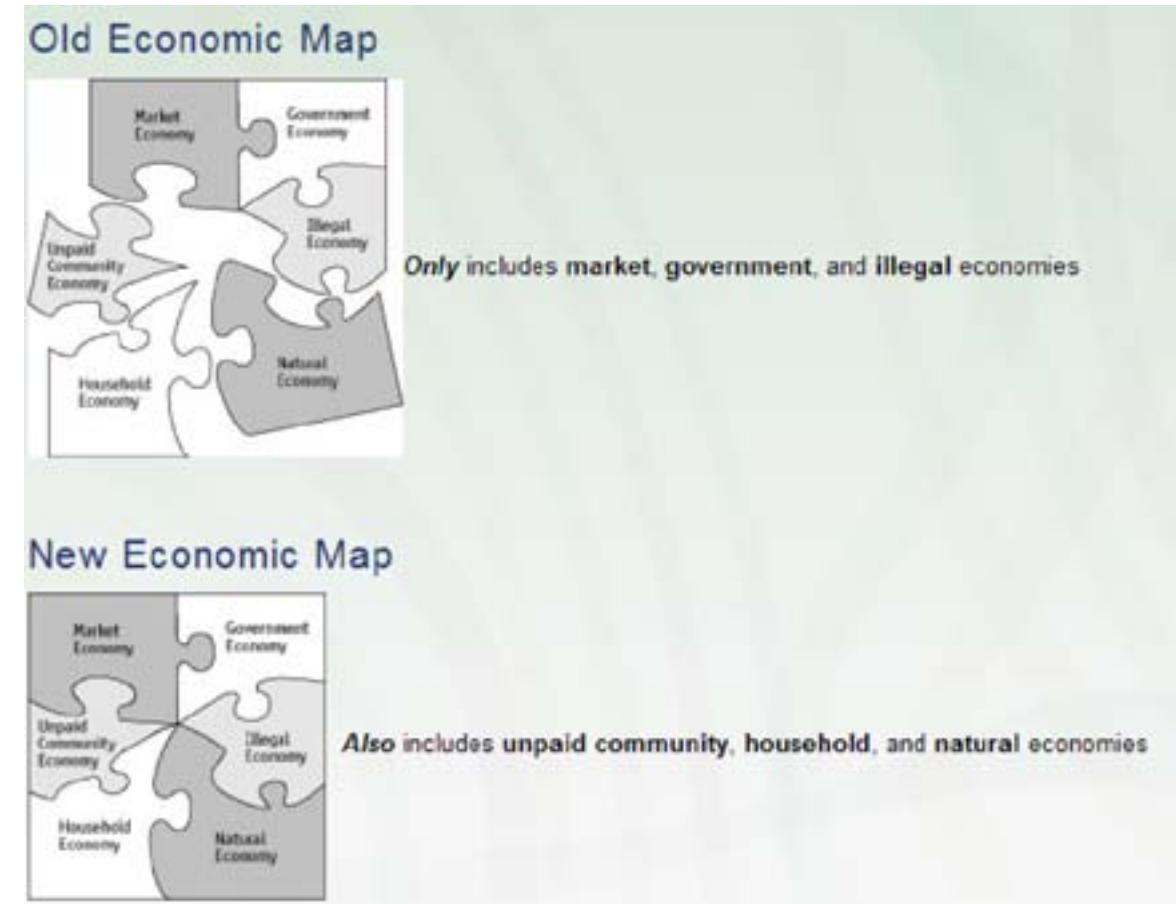 Old Economic Map
Market
Economy
Government
Economy
Illegal
Economy
Unpaid
Community
Economy
Only includes market, government, and illegal economies
Natural
Economy
Household
Economy
New Economic Map
Market
Economy
Government
Economy
Unpaid
Community
Economy
Illegal
Economy
Also includes unpaid community, household, and natural economies
Household
Economy
Natural
Economy